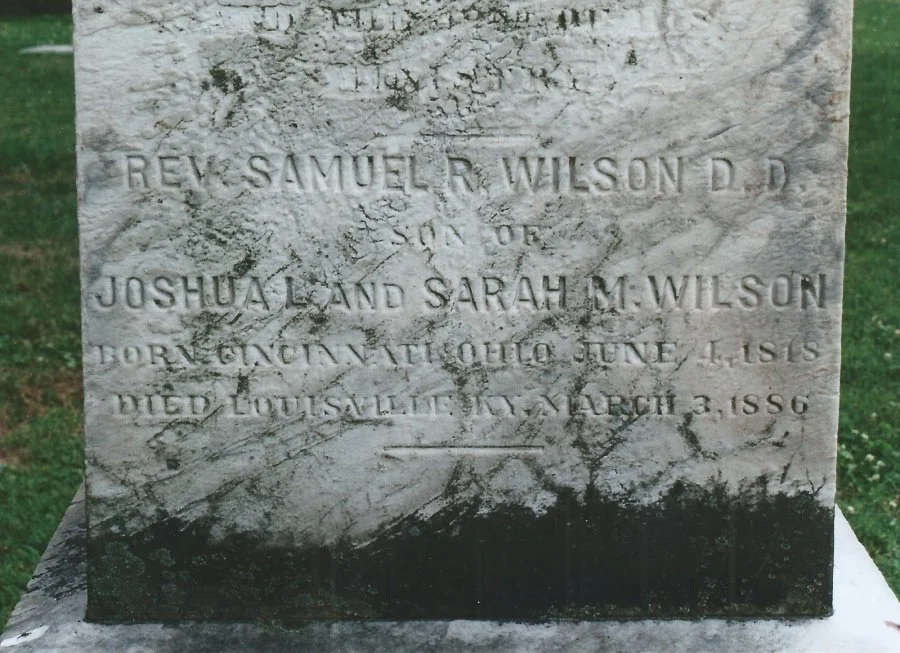 REV. SAMUEL R. WILSON D. D.
SON OF
JOSHUA L. AND SARAH M. WILSON
BORN CINCINNATI OHIO JUNE 4, 1818
DIED LOUISVILLE KY. MARCH 3, 1886